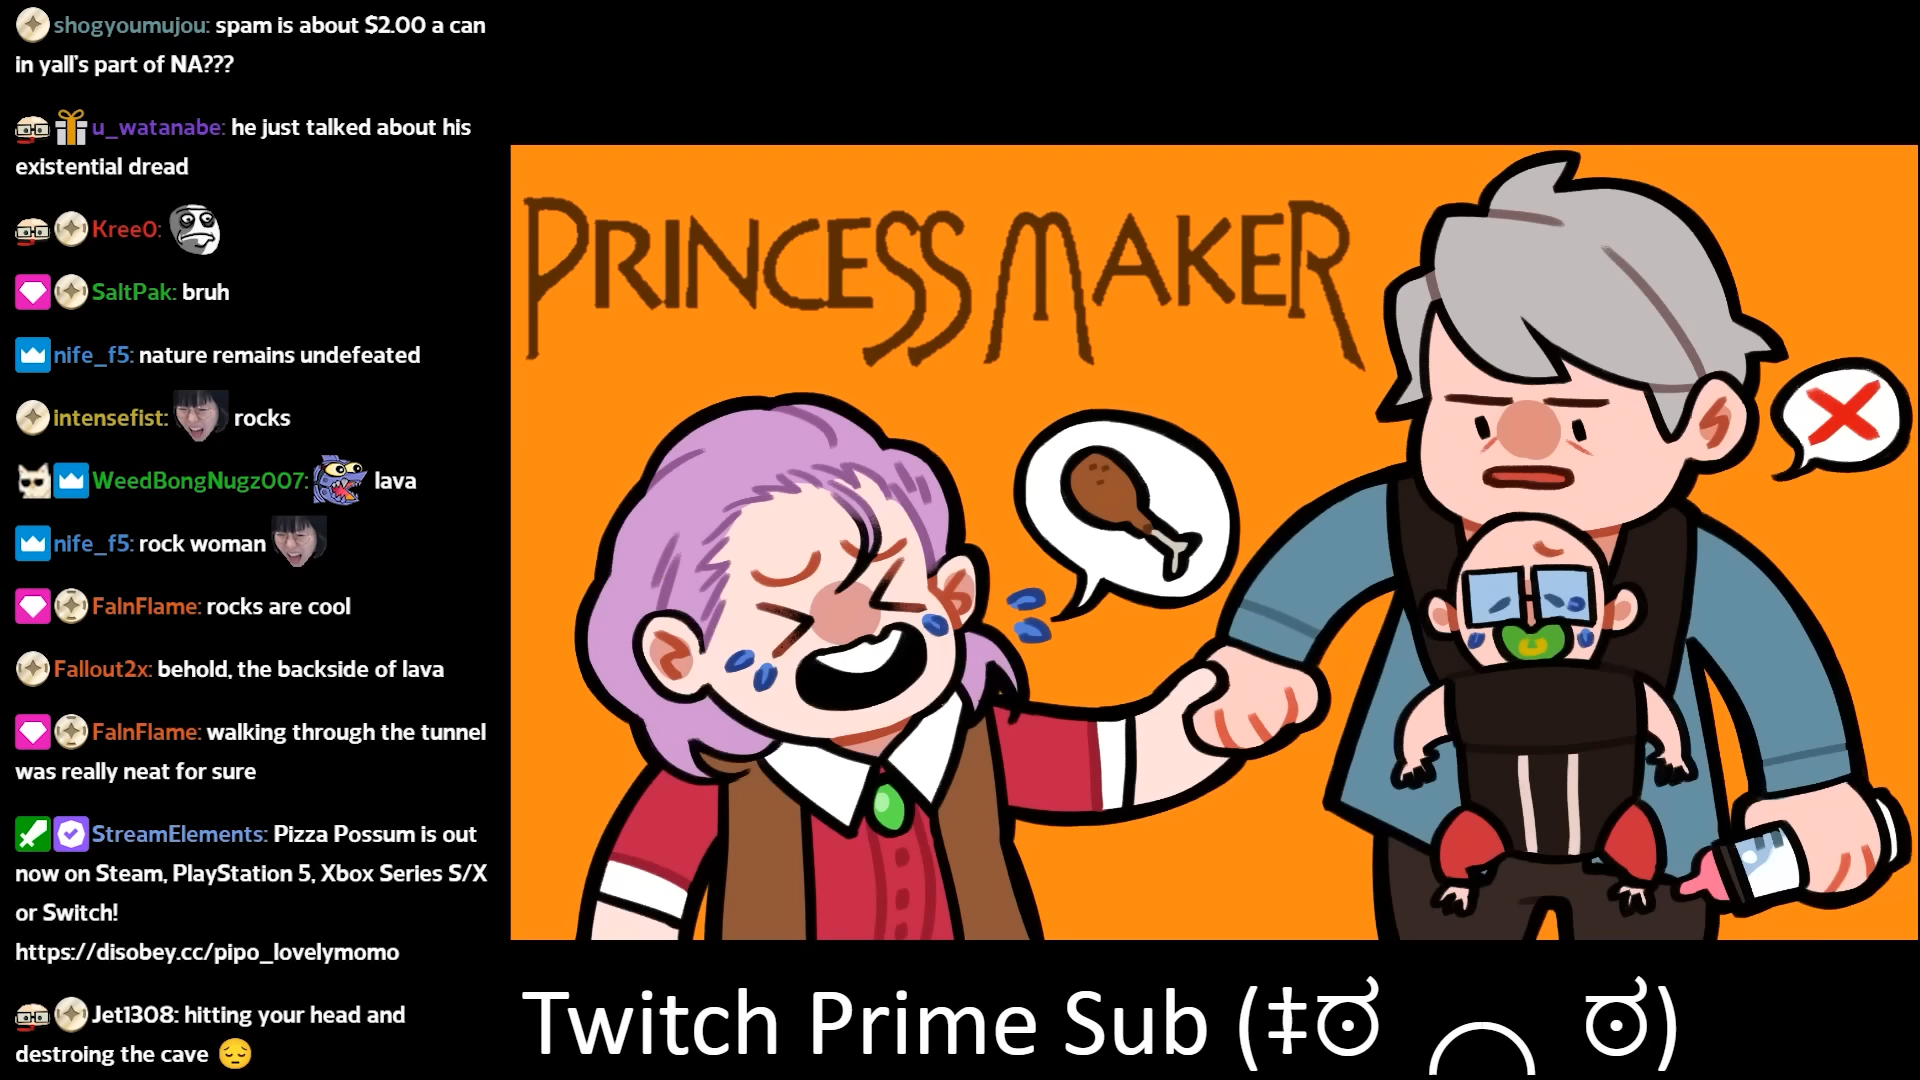 shogyoumujou: spam is about $2.00 a can
in yall's part of NA???
u_watanabe: he just talked about his
existential dread
KreeO:
SaltPak: bruh
nife_f5: nature remains undefeated
intensefist: rocks
WeedBongNugz007: lava
nife_f5: rock woman
FalnFlame: rocks are cool
Fallout2x: behold, the backside of lava
FalnFlame: walking through the tunnel
was really neat for sure
StreamElements: Pizza Possum is out
now on Steam, PlayStation 5, Xbox Series S/X
or Switch!
https://disobey.cc/pipo_lovelymomo
Jet1308: hitting your head and
destroing the cave 😔
PRINCESS MAKER
Twitch Prime Sub (‡ಠ ╭╮ ಠ)